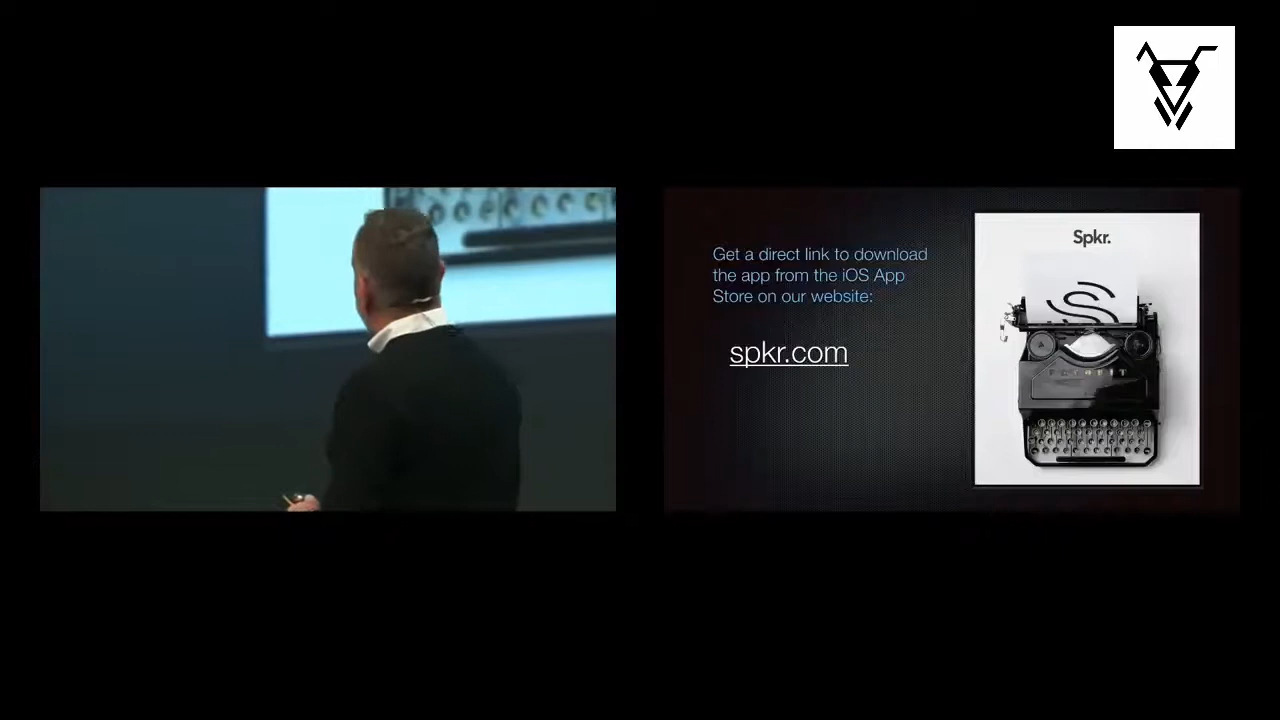 Get a direct link to download
the app from the iOS App
Store on our website:
spkr.com
Spkr.
S